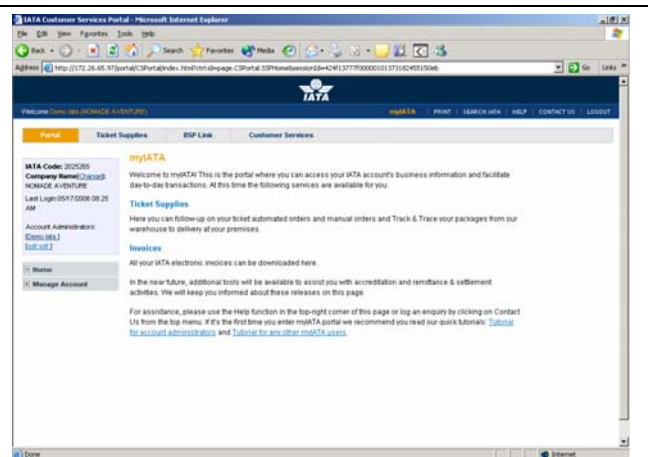 IATA Customer Services Portal - Microsoft Internet Explorer
File Edit View Favorites Tools Help
Back Search Favorites Media
Address Go Links
IATA
Welcome Demo Iata (NOMADE AVENTURE) myIATA | PRINT | SEARCH IATA | HELP | CONTACT US | LOGOUT
Portal Ticket Supplies BSP Link Customer Services
IATA Code: 2025265
Company Name(Change):
NOMADE AVENTURE
Last Login:05/17/2006 08:25
AM
Account Administrators:
[Demo Iata ]
Home
Manage Account
myIATA
Welcome to myIATA! This is the portal where you can access your IATA account's business information and facilitate
day-to-day transactions. At this time the following services are available for you:
Ticket Supplies
Here you can follow-up on your ticket automated orders and manual orders and Track & Trace your packages from our
warehouse to delivery at your premises.
Invoices
All your IATA electronic invoices can be downloaded here.
In the near future, additional tools will be available to assist you with accreditation and remittance & settlement
activities. We will keep you informed about these releases on this page.
For assistance, please use the Help function in the top-right corner of this page or log an enquiry by clicking on Contact
Us from the top menu. If it's the first time you enter myIATA portal we recommend you read our quick tutorials: Tutorial
for account administrators and Tutorial for any other myIATA users.
Done Internet